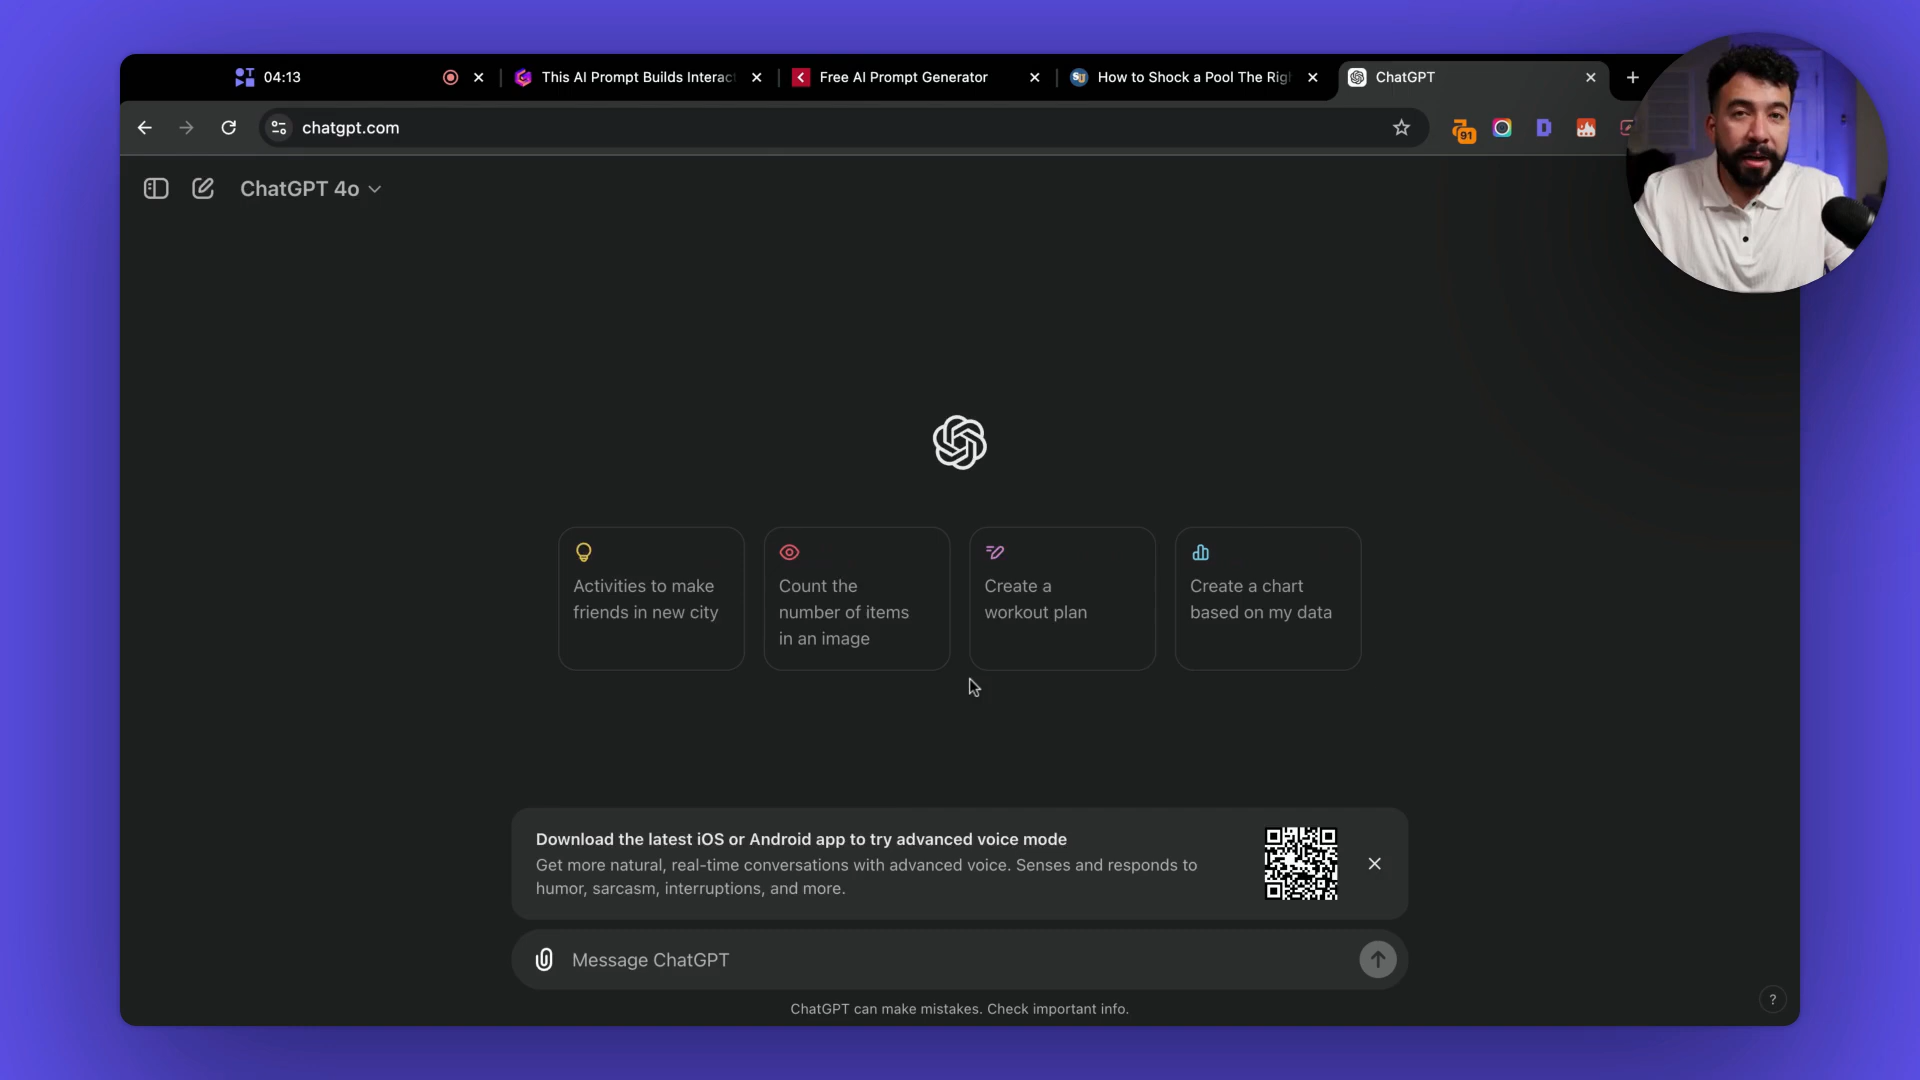 04:13
This AI Prompt Builds Interac
Free AI Prompt Generator
How to Shock a Pool The Rig
ChatGPT
chatgpt.com
91
D
ChatGPT 4o
Activities to make
friends in new city
Count the
number of items
in an image
Create a
workout plan
Create a chart
based on my data
Download the latest iOS or Android app to try advanced voice mode
Get more natural, real-time conversations with advanced voice. Senses and responds to
humor, sarcasm, interruptions, and more.
Message ChatGPT
ChatGPT can make mistakes. Check important info.
?